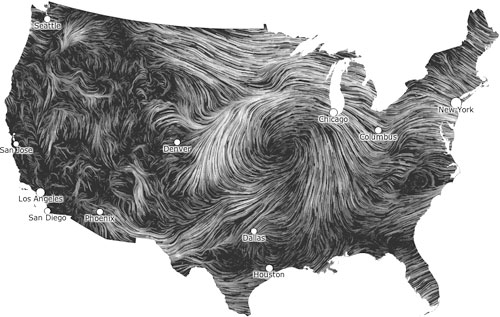 Seattle
New York
Chicago
Columbus
Denver
San Jose
Los Angeles
San Diego
Phoenix
Dallas
Houston